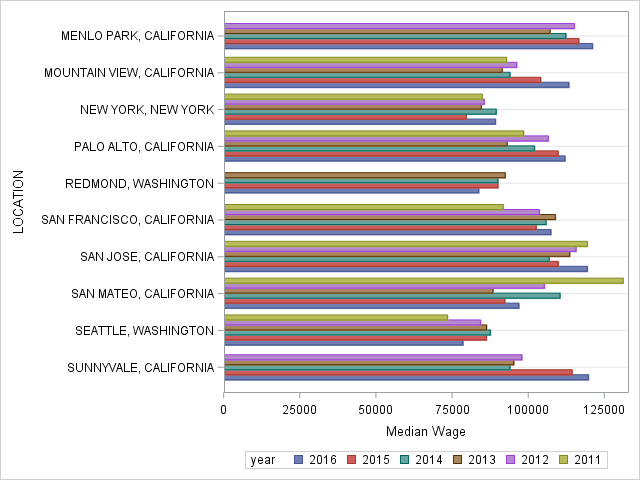 LOCATION
MENLO PARK, CALIFORNIA
MOUNTAIN VIEW, CALIFORNIA
NEW YORK, NEW YORK
PALO ALTO, CALIFORNIA
REDMOND, WASHINGTON
SAN FRANCISCO, CALIFORNIA
SAN JOSE, CALIFORNIA
SAN MATEO, CALIFORNIA
SEATTLE, WASHINGTON
SUNNYVALE, CALIFORNIA
0 25000 50000 75000 100000 125000
Median Wage
year 2016 2015 2014 2013 2012 2011